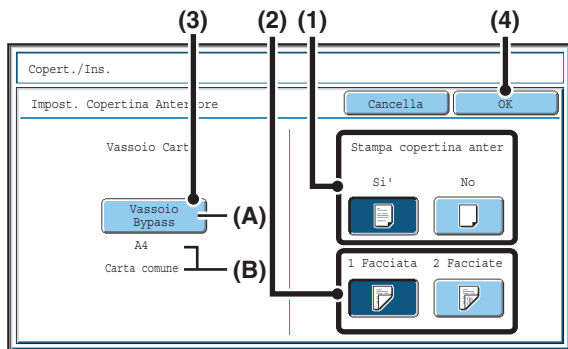 (3) (2) (1) (4)
Copert./Ins.
Impost. Copertina Anteriore
Cancella OK
Vassoio Cart
Stampa copertina anter
Si' No
Vassoio
Bypass
(A)
A4
Carta comune
(B)
1 Facciata 2 Facciate